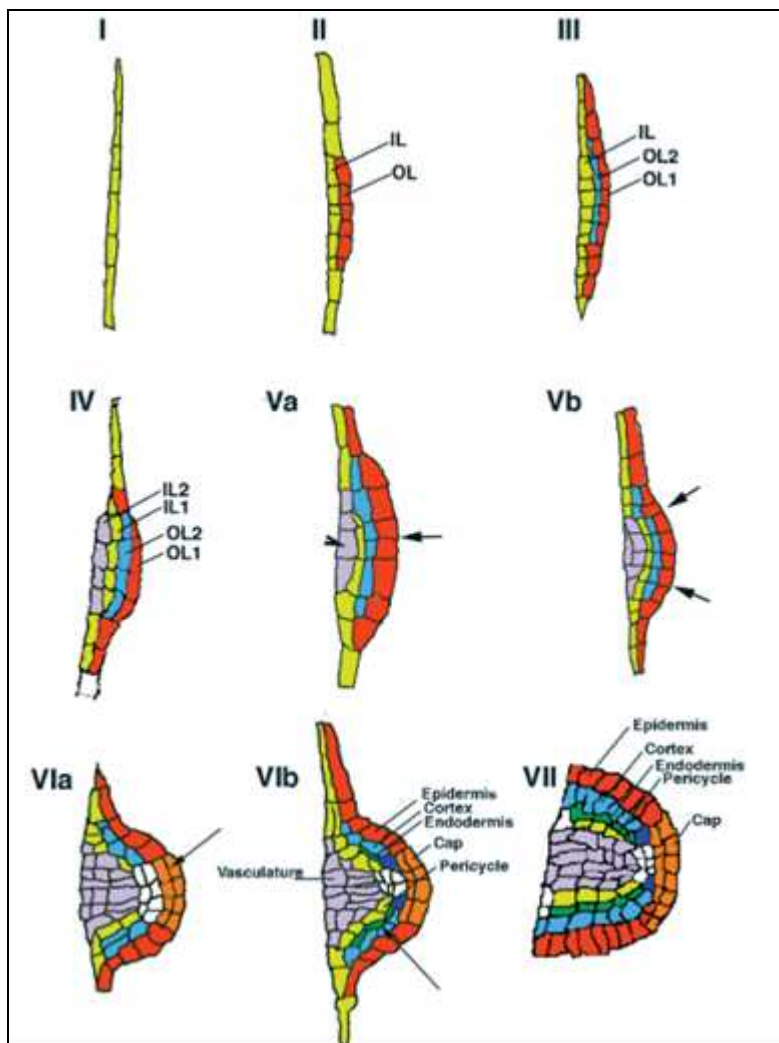 I
II
III
IL
OL
IL
OL2
OL1
IV
Va
Vb
IL2
IL1
OL2
OL1
VIa
VIb
VII
Epidermis
Cortex
Endodermis
Cap
Pericycle
Vasculature
Epidermis
Cortex
Endodermis
Pericycle
Cap